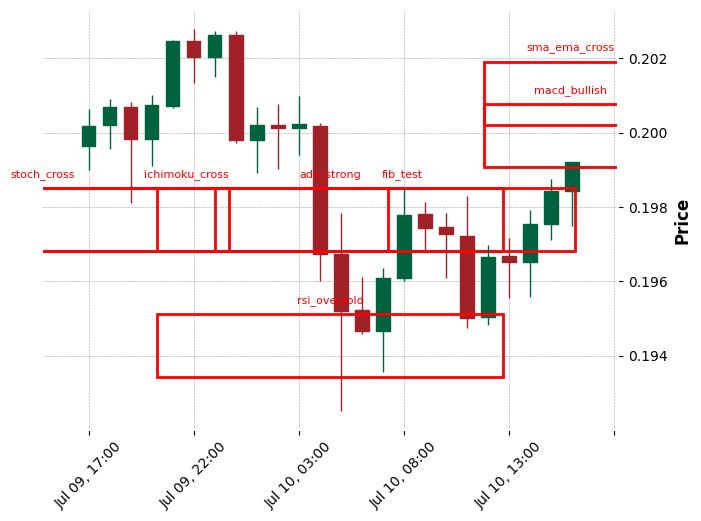 sma_ema_cross
0.202
macd_bullish
0.200
stoch_cross
ichimoku_cross
fib_test
0.198
Price
0.196
0.194
Jul 09, 17:00
Jul 09, 22:00
Jul 10, 03:00
Jul 10, 08:00
Jul 10, 13:00